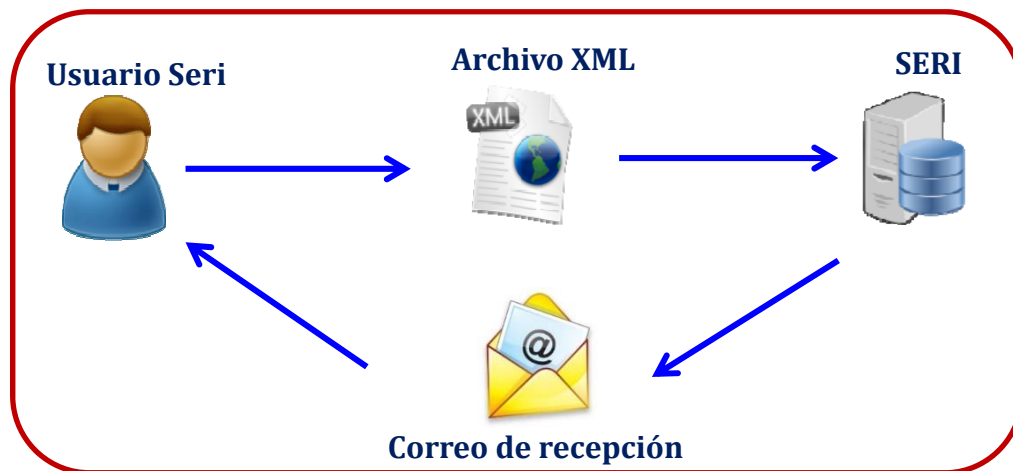 Usuario Seri
Archivo XML
SERI
XML
@
Correo de recepción